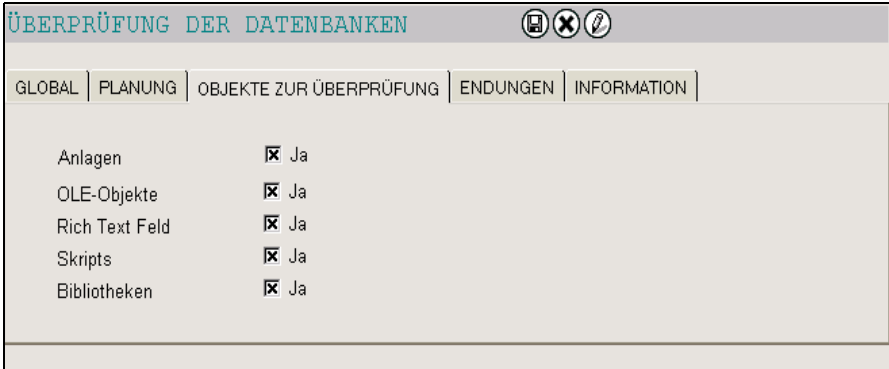 ÜBERPRÜFUNG DER DATENBANKEN
GLOBAL PLANUNG OBJEKTE ZUR ÜBERPRÜFUNG ENDUNGEN INFORMATION
Anlagen Ja
OLE-Objekte Ja
Rich Text Feld Ja
Skripts Ja
Bibliotheken Ja